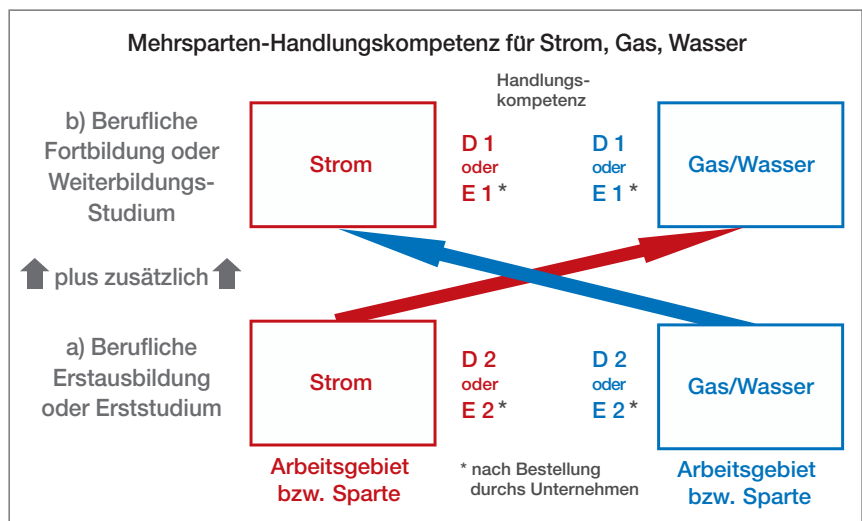 Mehrsparten-Handlungskompetenz für Strom, Gas, Wasser
Handlungs-
kompetenz
b) Berufliche
Fortbildung oder
Weiterbildungs-
Studium
Strom
D 1
oder
E 1*
D 1
oder
E 1*
Gas/Wasser
plus zusätzlich
a) Berufliche
Erstausbildung
oder Erststudium
Strom
D 2
oder
E 2*
D 2
oder
E 2*
Gas/Wasser
Arbeitsgebiet
bzw. Sparte
* nach Bestellung
durchs Unternehmen
Arbeitsgebiet
bzw. Sparte